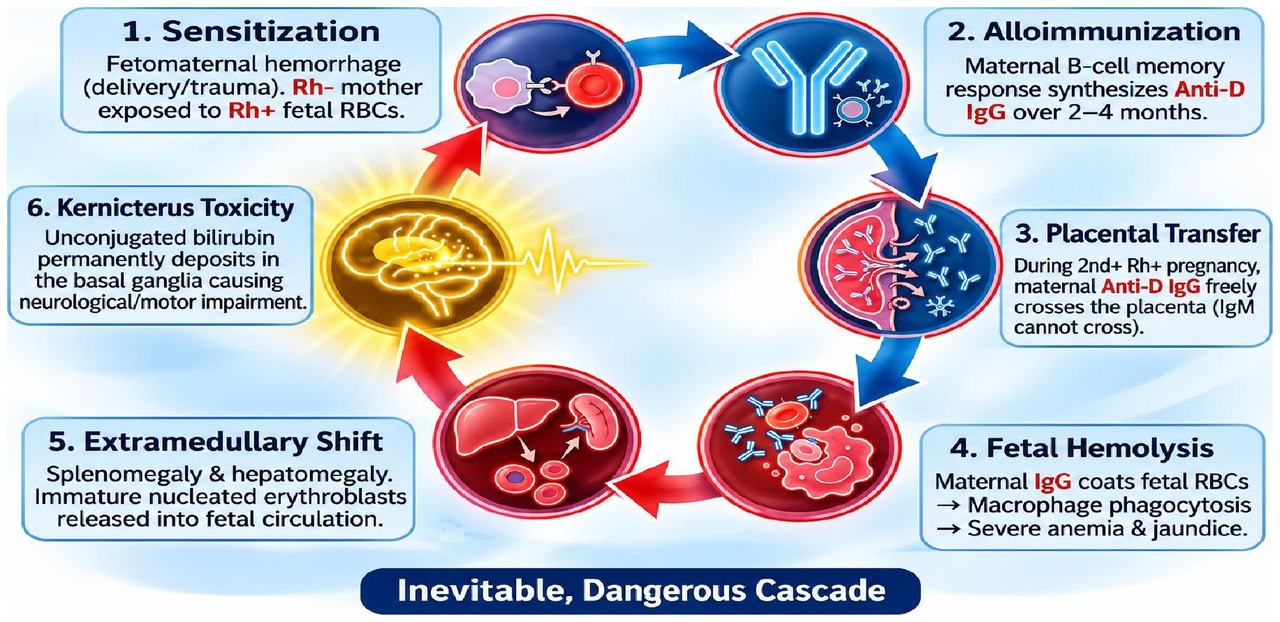 1. Sensitization
Fetomaternal hemorrhage
(delivery/trauma). Rh– mother
exposed to Rh+ fetal RBCs.
2. Alloimmunization
Maternal B-cell memory
response synthesizes Anti-D
IgG over 2–4 months.
3. Placental Transfer
During 2nd+ Rh+ pregnancy,
maternal Anti-D IgG freely
crosses the placenta (IgM
cannot cross).
4. Fetal Hemolysis
Maternal IgG coats fetal RBCs
→ Macrophage phagocytosis
→ Severe anemia & jaundice.
5. Extramedullary Shift
Splenomegaly & hepatomegaly.
Immature nucleated erythroblasts
released into fetal circulation.
6. Kernicterus Toxicity
Unconjugated bilirubin
permanently deposits in
the basal ganglia causing
neurological/motor impairment.
Inevitable, Dangerous Cascade